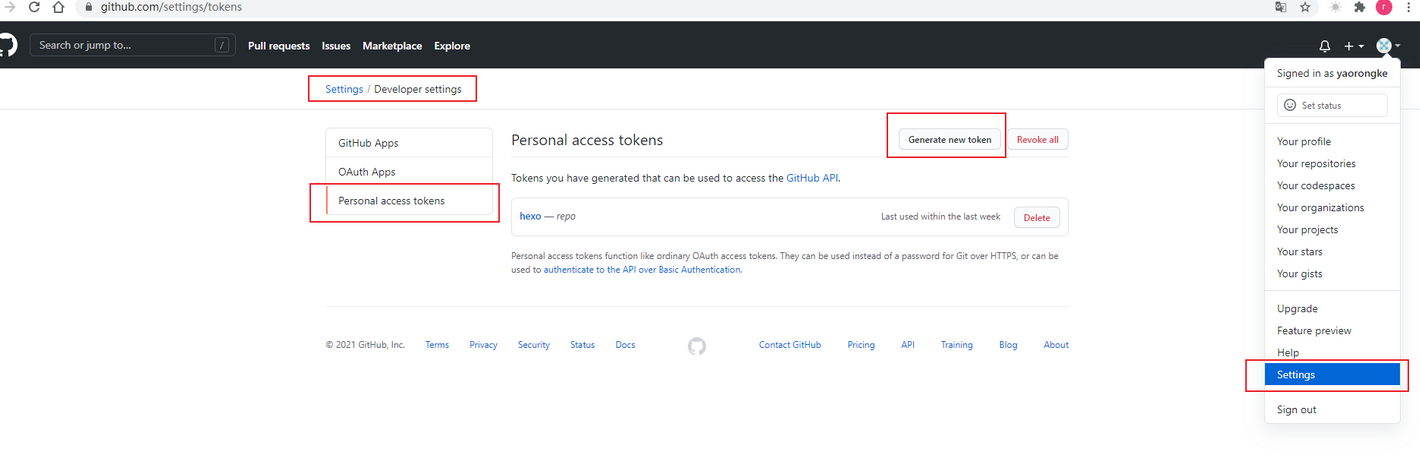 github.com/settings/tokens
r
Search or jump to...
/
Pull requests
Issues
Marketplace
Explore
Signed in as yaorongke
Set status
Your profile
Your repositories
Your codespaces
Your organizations
Your projects
Your stars
Your gists
Upgrade
Feature preview
Help
Settings
Sign out
Settings / Developer settings
GitHub Apps
OAuth Apps
Personal access tokens
Personal access tokens
Generate new token
Revoke all
Tokens you have generated that can be used to access the GitHub API.
hexo — repo
Last used within the last week
Delete
Personal access tokens function like ordinary OAuth access tokens. They can be used instead of a password for Git over HTTPS, or can be
used to authenticate to the API over Basic Authentication.
© 2021 GitHub, Inc.
Terms
Privacy
Security
Status
Docs
Contact GitHub
Pricing
API
Training
Blog
About